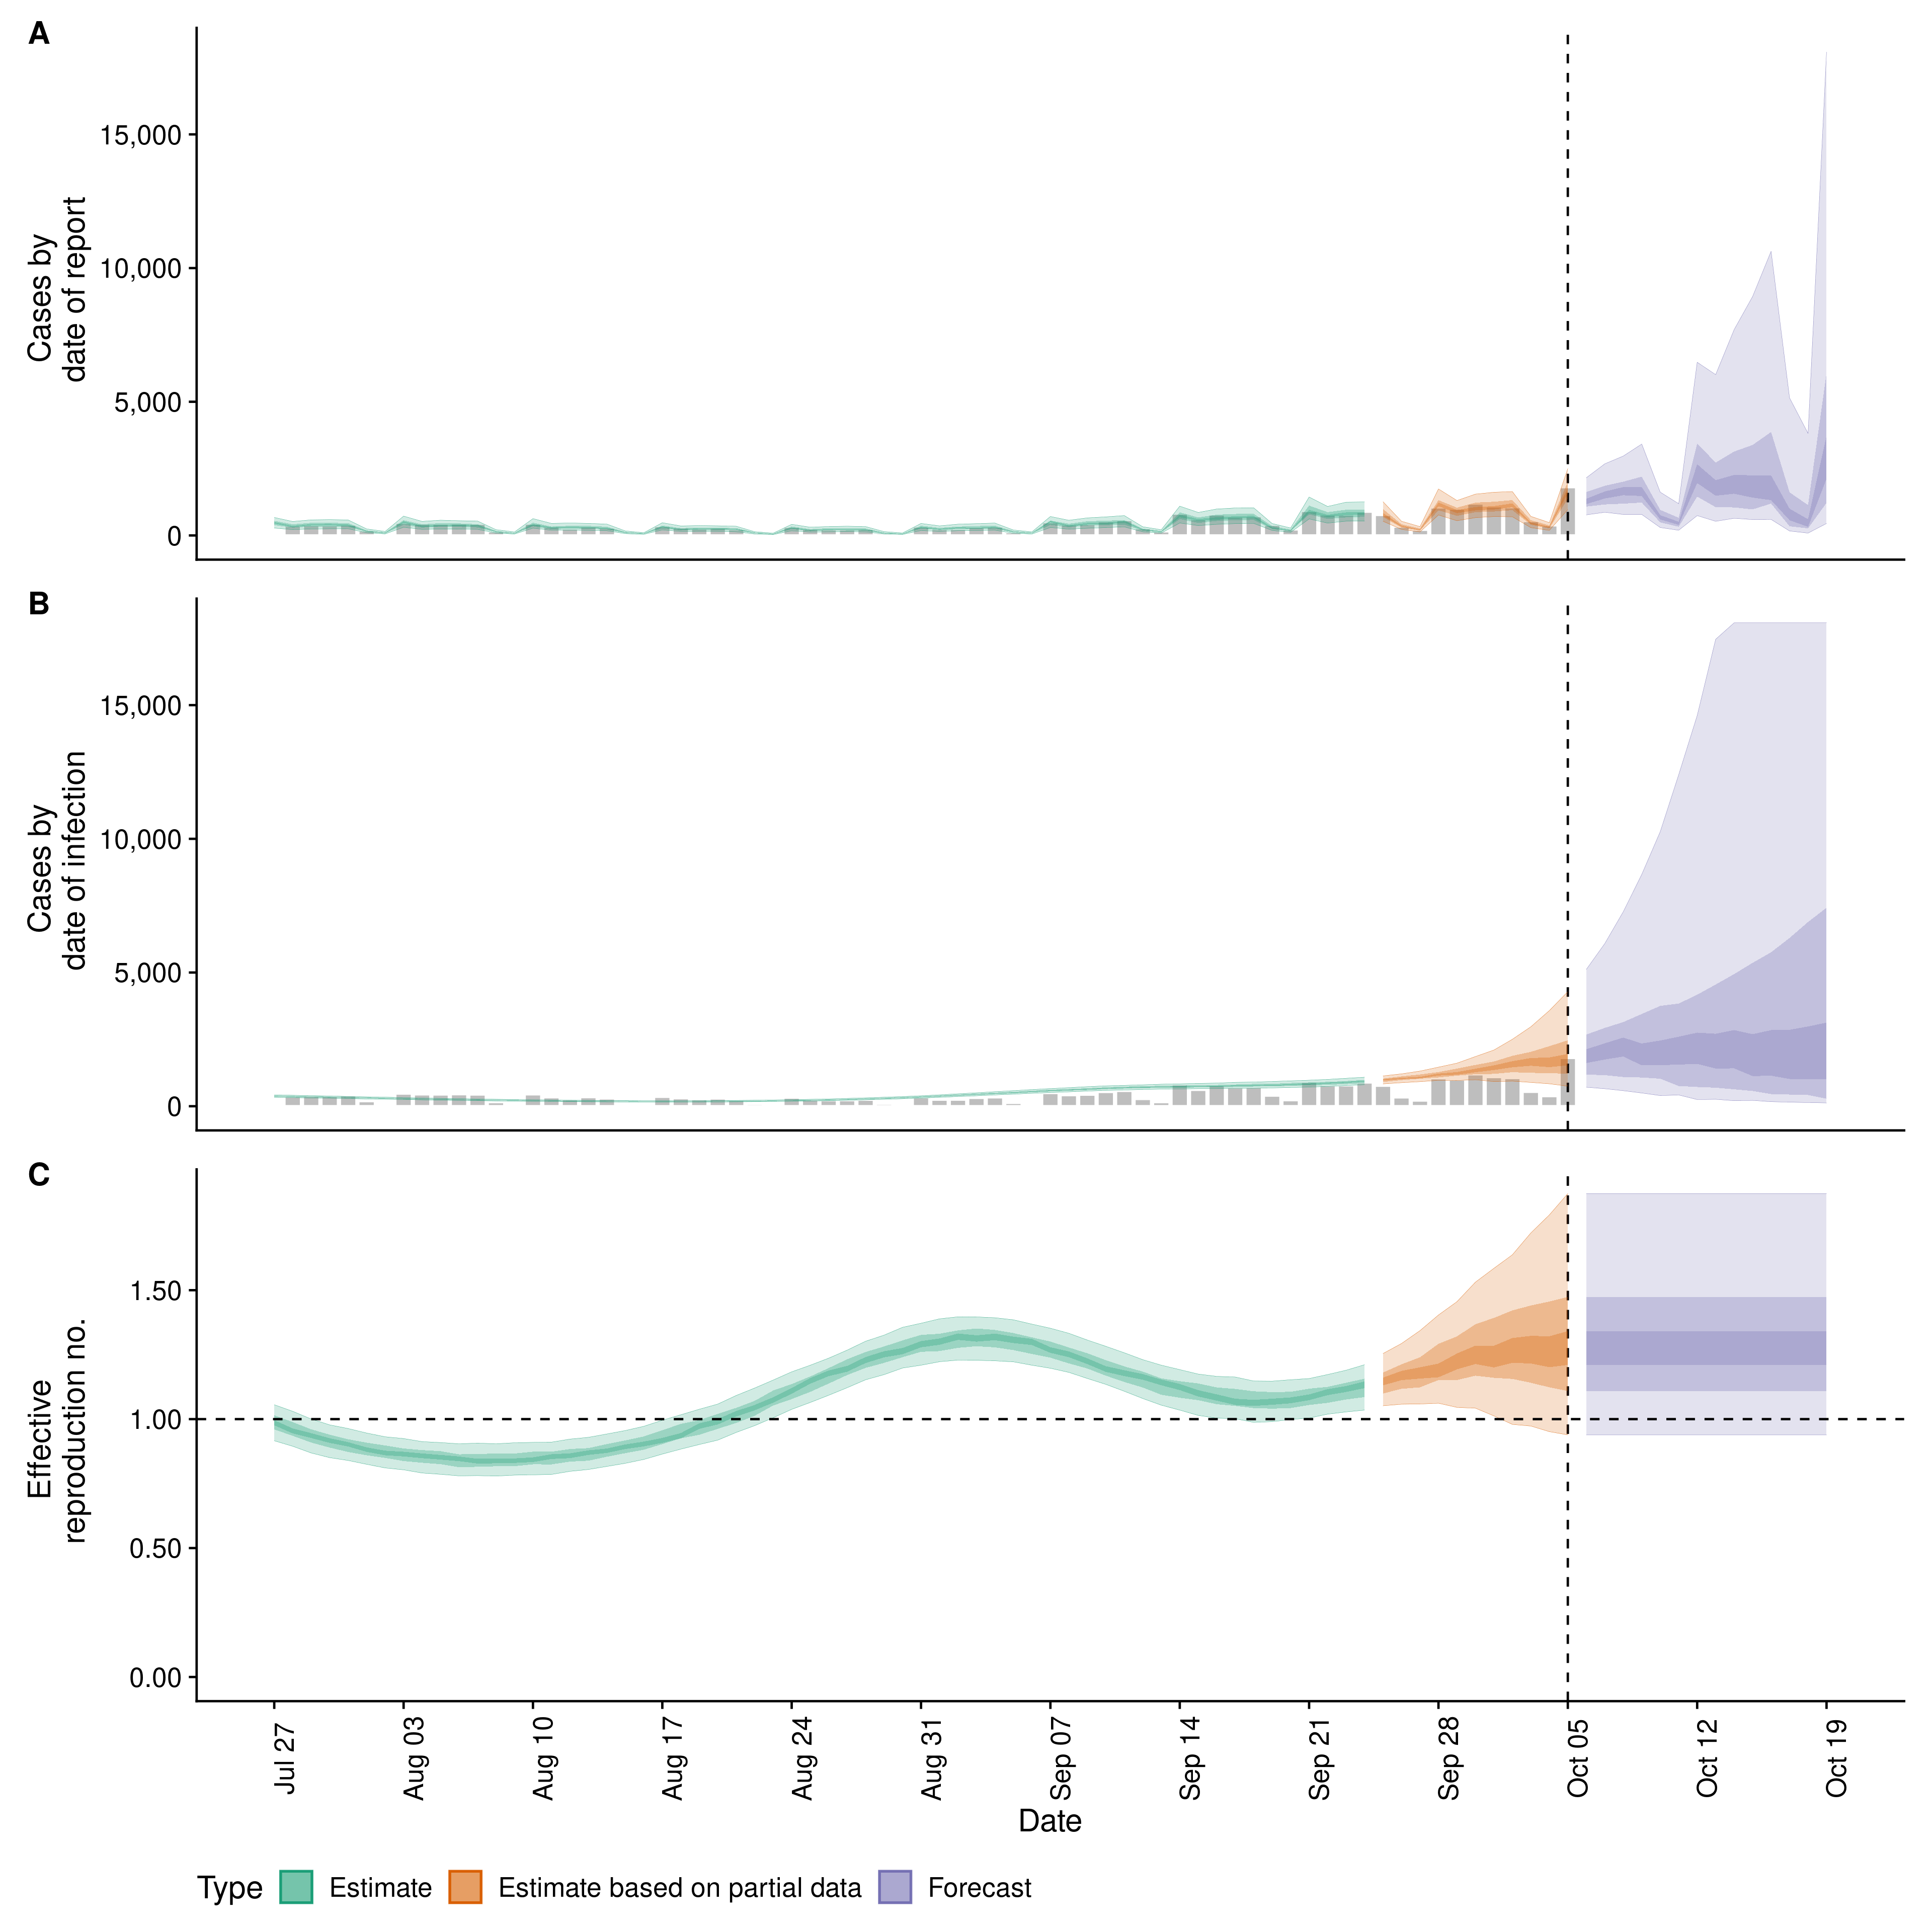 A
Cases by
date of report
15,000
10,000
5,000
0
B
Cases by
date of infection
15,000
10,000
5,000
0
C
Effective
reproduction no.
1.50
1.00
0.50
0.00
Jul 27
Aug 03
Aug 10
Aug 17
Aug 24
Aug 31
Sep 07
Sep 14
Sep 21
Sep 28
Oct 05
Oct 12
Oct 19
Date
Type Estimate Estimate based on partial data Forecast